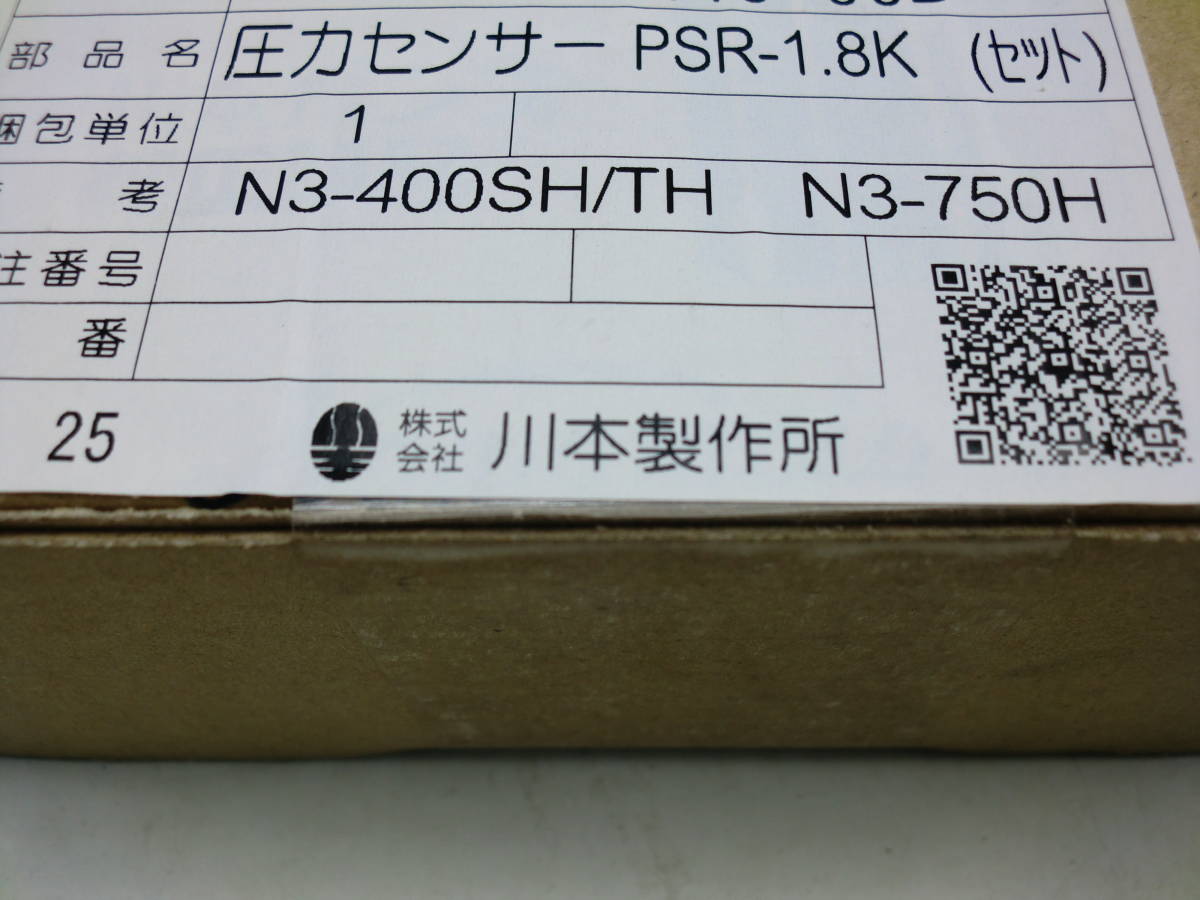 部品名 圧力センサー PSR-1.8K (セット)
梱包単位 1
考 N3-400SH/TH N3-750H
注番号
番
25 株式会社 川本製作所